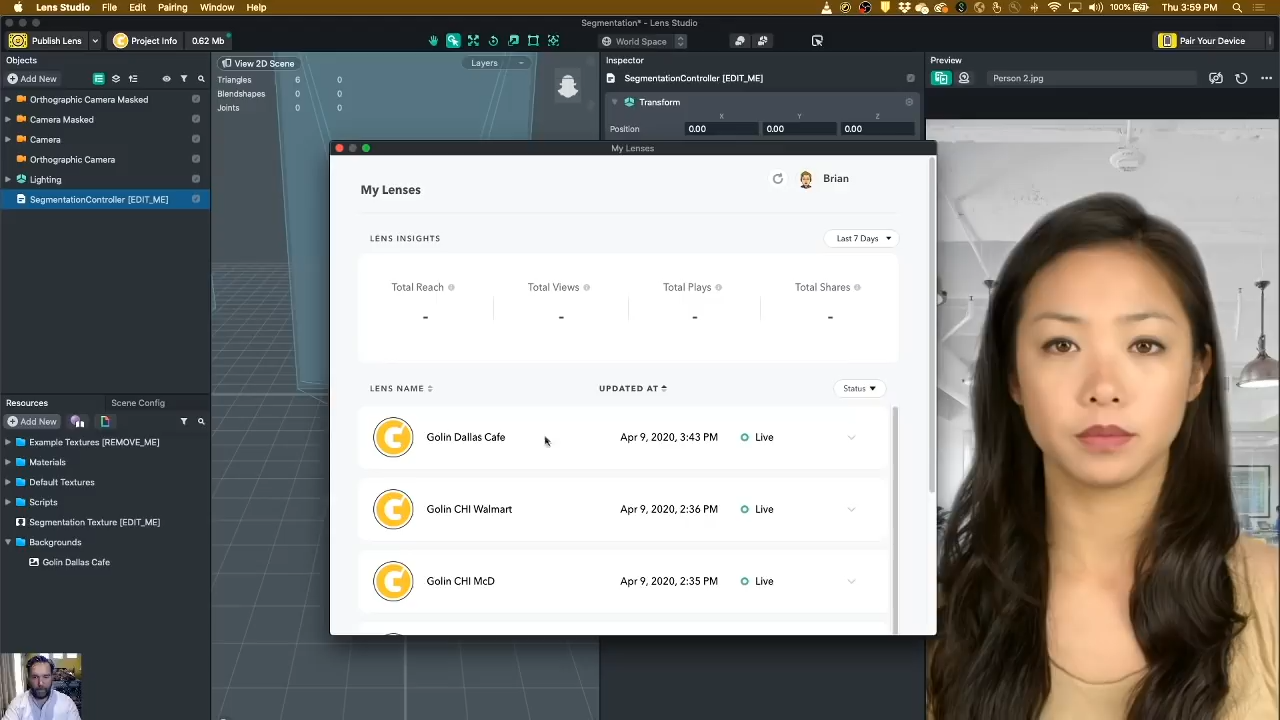 Lens Studio File Edit Pairing Window Help 100% Thu 3:59 PM
Segmentation* - Lens Studio
Publish Lens Project Info 0.62 Mb World Space Pair Your Device
Objects
Add New
Orthographic Camera Masked
Camera Masked
Camera
Orthographic Camera
Lighting
SegmentationController [EDIT_ME]
View 2D Scene Layers
Triangles 6 0
Blendshapes 0 0
Joints 0 0
Inspector
SegmentationController [EDIT_ME]
Transform
X Y Z
Position 0.00 0.00 0.00
Preview
Person 2.jpg
My Lenses
My Lenses
Brian
LENS INSIGHTS
Last 7 Days
Total Reach Total Views Total Plays Total Shares
- - - -
LENS NAME UPDATED AT Status
Golin Dallas Cafe Apr 9, 2020, 3:43 PM Live
Golin CHI Walmart Apr 9, 2020, 2:36 PM Live
Golin CHI McD Apr 9, 2020, 2:35 PM Live
Resources Scene Config
Add New
Example Textures [REMOVE_ME]
Materials
Default Textures
Scripts
Segmentation Texture [EDIT_ME]
Backgrounds
Golin Dallas Cafe